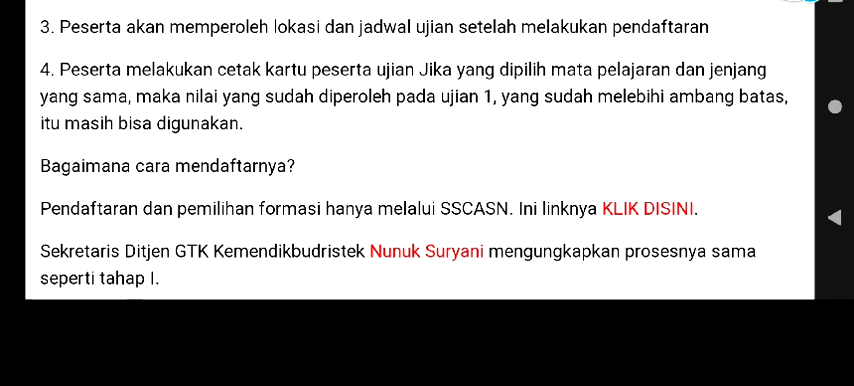 3. Peserta akan memperoleh lokasi dan jadwal ujian setelah melakukan pendaftaran
4. Peserta melakukan cetak kartu peserta ujian Jika yang dipilih mata pelajaran dan jenjang
yang sama, maka nilai yang sudah diperoleh pada ujian 1, yang sudah melebihi ambang batas,
itu masih bisa digunakan.
Bagaimana cara mendaftarnya?
Pendaftaran dan pemilihan formasi hanya melalui SSCASN. Ini linknya KLIK DISINI.
Sekretaris Ditjen GTK Kemendikbudristek Nunuk Suryani mengungkapkan prosesnya sama
seperti tahap I.